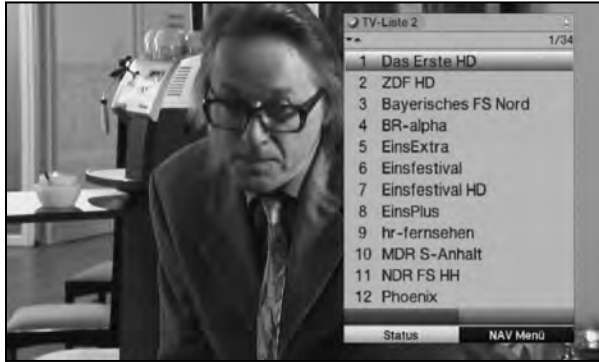 TV-Liste 2
1/34
1 Das Erste HD
2 ZDF HD
3 Bayerisches FS Nord
4 BR-alpha
5 EinsExtra
6 Einsfestival
7 Einsfestival HD
8 EinsPlus
9 hr-fernsehen
10 MDR S-Anhalt
11 NDR FS HH
12 Phoenix
Status NAV Menü